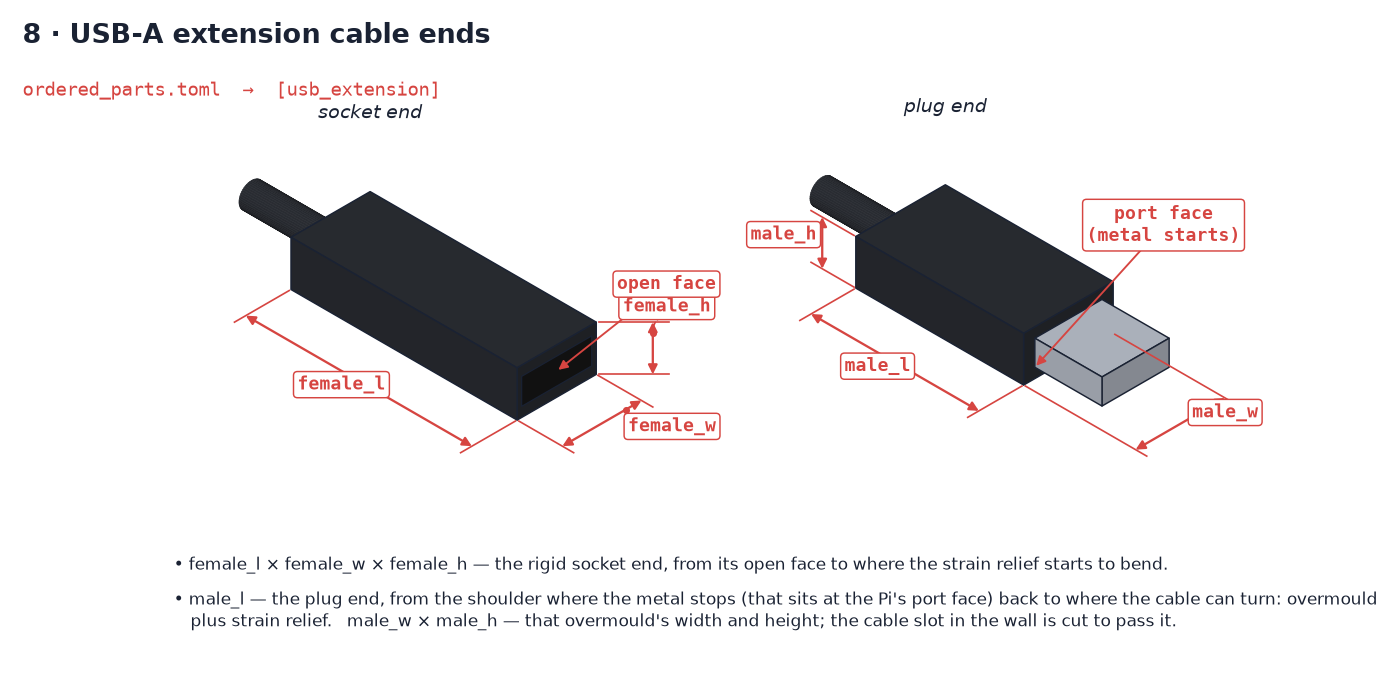 8 · USB-A extension cable ends
ordered_parts.toml → [usb_extension]
socket end
plug end
port face
(metal starts)
male_h
open face
female_h
male_l
female_l
male_w
female_w
• female_l × female_w × female_h — the rigid socket end, from its open face to where the strain relief starts to bend.
• male_l — the plug end, from the shoulder where the metal stops (that sits at the Pi's port face) back to where the cable can turn: overmould
plus strain relief. male_w × male_h — that overmould's width and height; the cable slot in the wall is cut to pass it.